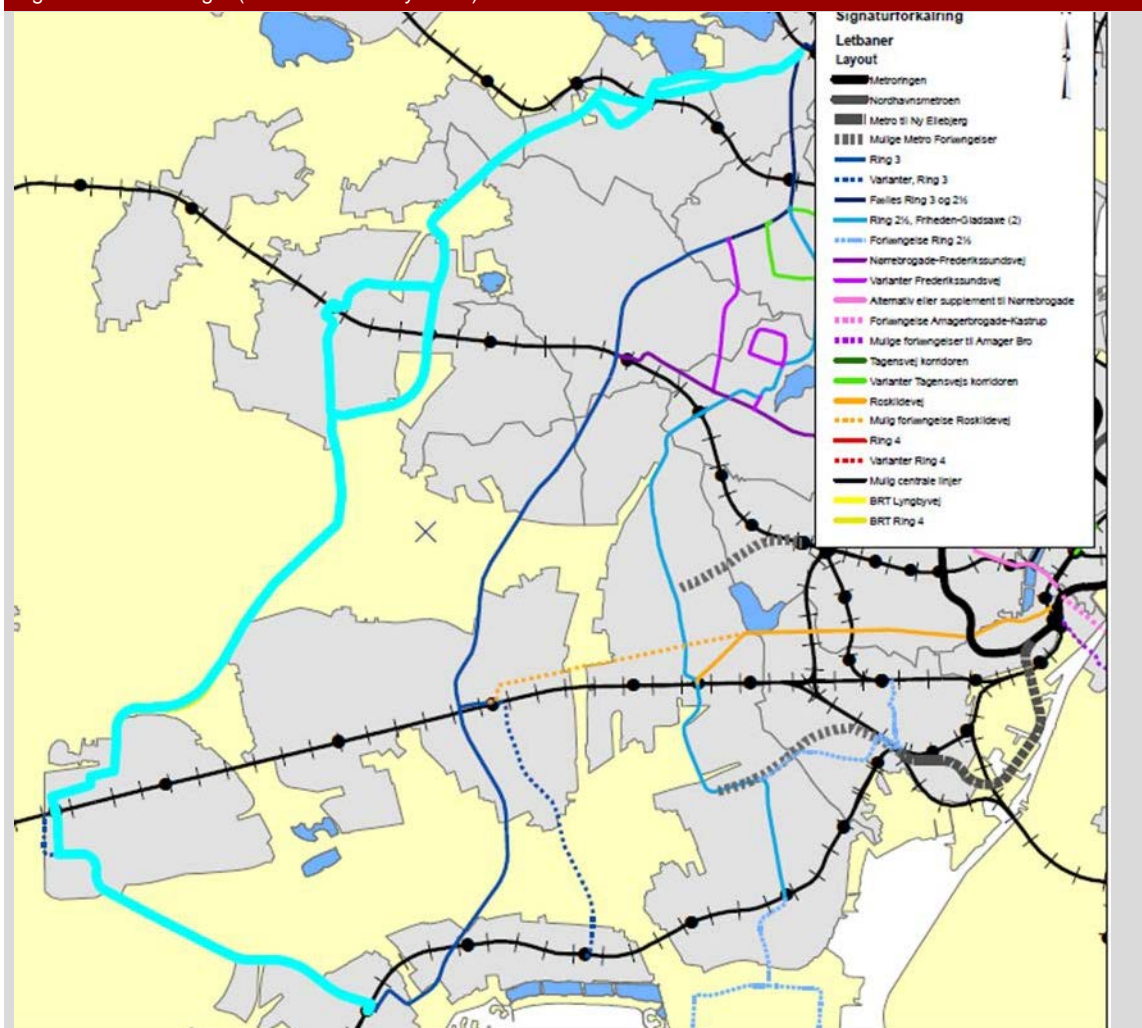 Signaturforkalring
Letbaner
Layout
Metroringen
Nordhavnsmetroen
Metro til Ny Ellebjerg
Mulige Metro Forlængelser
Ring 3
Varianter, Ring 3
Fælles Ring 3 og 2½
Ring 2½, Friheden-Gladsaxe (2)
Forlængelse Ring 2½
Nørrebrogade-Frederikssundsvej
Varianter Frederikssundsvej
Alternativ eller supplement til Nørrebrogade
Forlængelse Amagerbrogade-Kastrup
Mulige forlængelser til Amager Bro
Tagensvej korridoren
Varianter Tagensvejs korridoren
Roskildevej
Mulig forlængelse Roskildevej
Ring 4
Varianter Ring 4
Mulig centrale linjer
BRT Lyngbyvej
BRT Ring 4